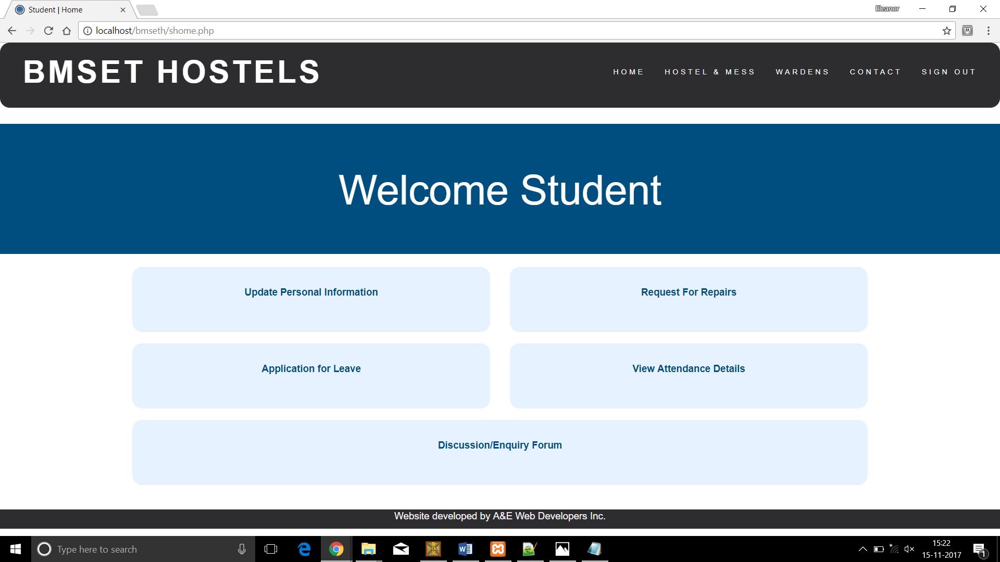 Student | Home
Eleanor
localhost/bmseth/shome.php
BMSET HOSTELS
HOME HOSTEL & MESS WARDENS CONTACT SIGN OUT
Welcome Student
Update Personal Information
Request For Repairs
Application for Leave
View Attendance Details
Discussion/Enquiry Forum
Website developed by A&E Web Developers Inc.
Type here to search
15:22
15-11-2017
1